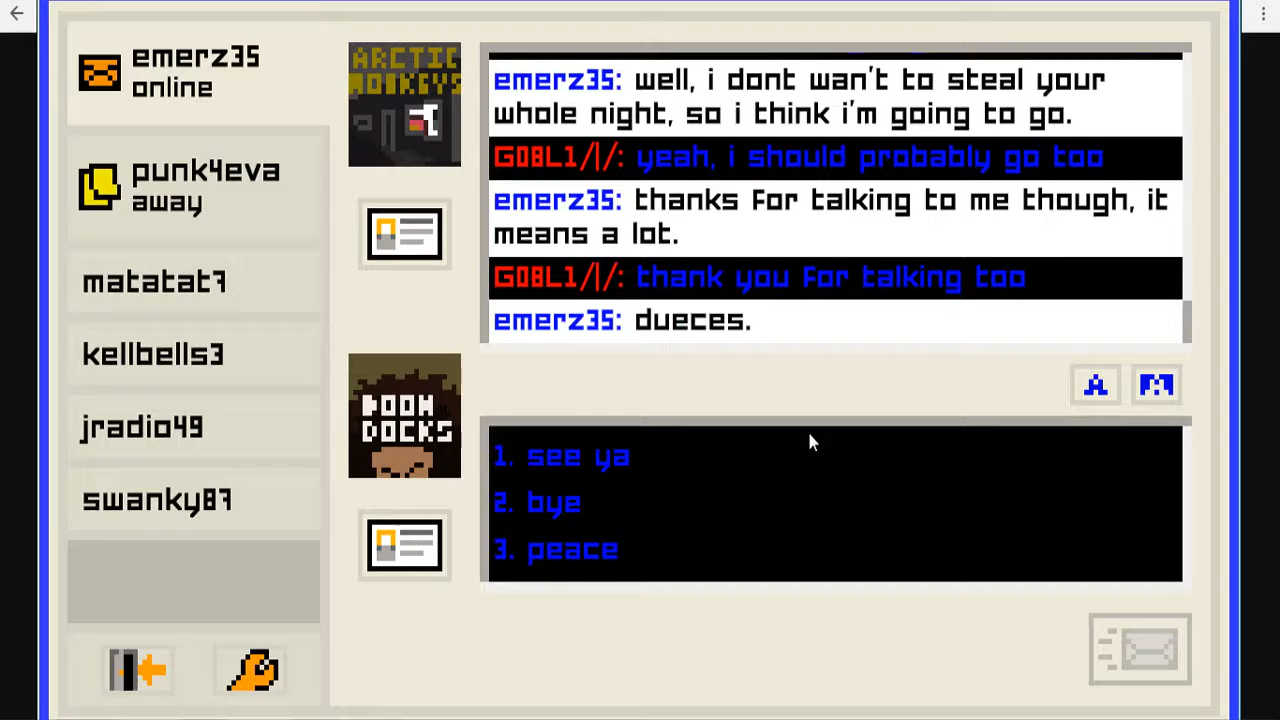 emerz35
online
punk4eva
away
matatat7
kellbells3
jradio49
swanky87
ARCTIC
MONKEYS
emerz35: well, i dont wan't to steal your
whole night, so i think i'm going to go.
G0BL1/|/: yeah, i should probably go too
emerz35: thanks for talking to me though, it
means a lot.
G0BL1/|/: thank you for talking too
emerz35: dueces.
A
BOON
DOCKS
1. see ya
2. bye
3. peace